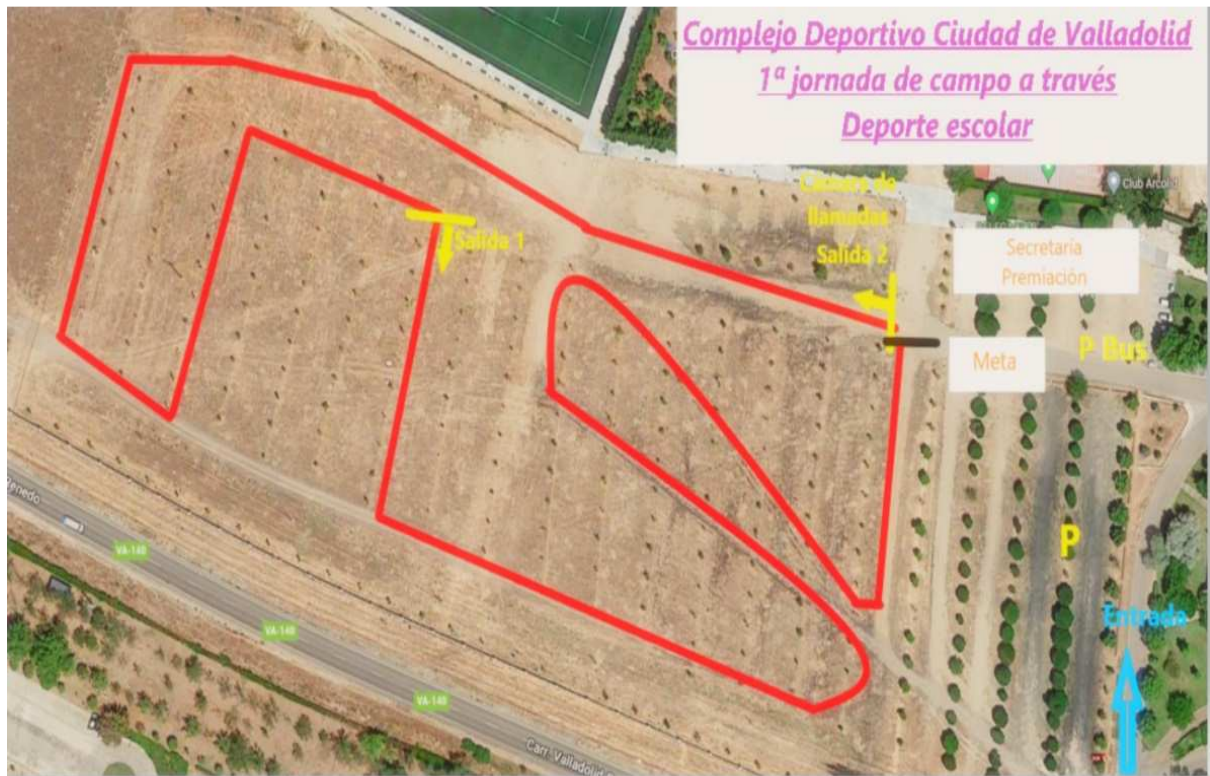 Complejo Deportivo Ciudad de Valladolid
1ª jornada de campo a través
Deporte escolar
Club Arcolid
Cámara de
llamadas
Salida 2
Salida 1
Secretaría
Premiación
Meta
P Bus
P
Entrada
Renedo
VA-140
VA-140
VA-140
Carr. Valladolid